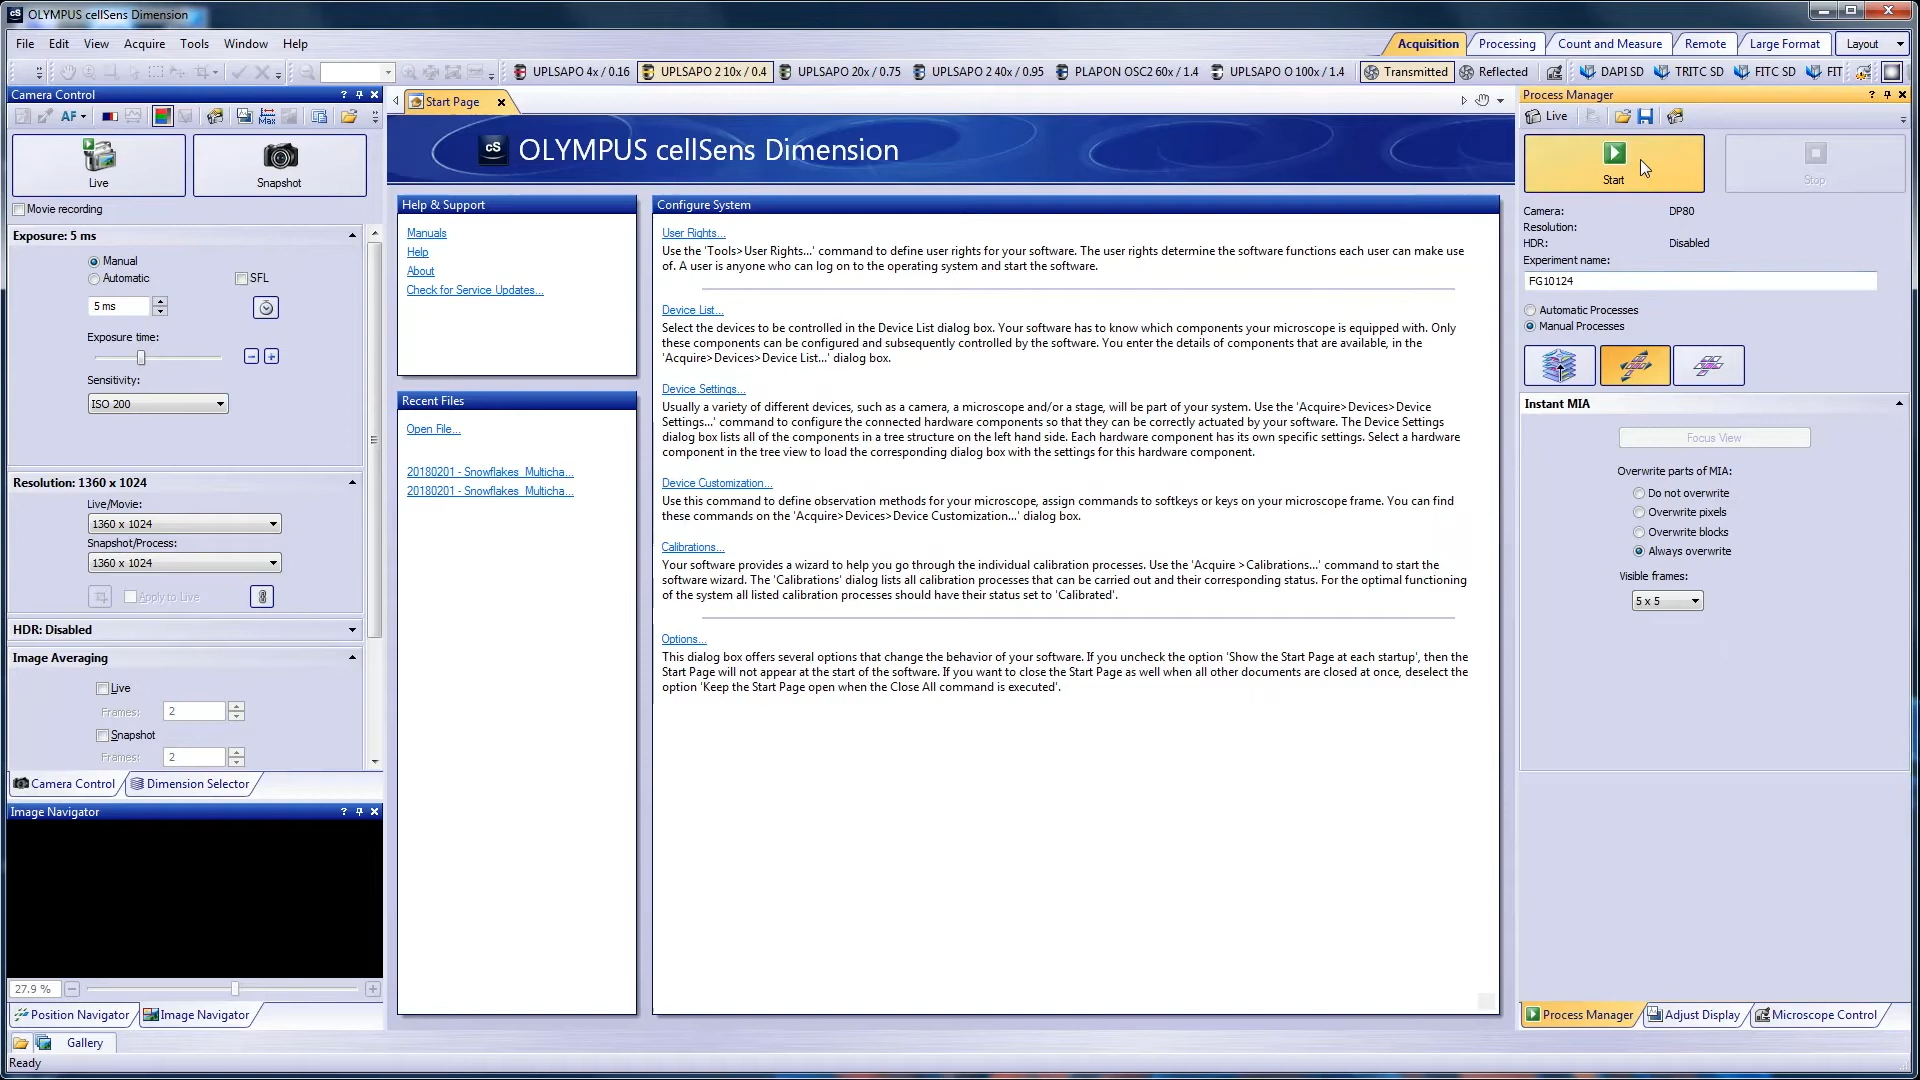 OLYMPUS cellSens Dimension
File Edit View Acquire Tools Window Help
Acquisition Processing Count and Measure Remote Large Format Layout
UPLSAPO 4x / 0.16 UPLSAPO 2 10x / 0.4 UPLSAPO 20x / 0.75 UPLSAPO 2 40x / 0.95 PLAPON OSC2 60x / 1.4 UPLSAPO O 100x / 1.4 Transmitted Reflected DAPI SD TRITC SD FITC SD FIT
Camera Control
AF
Max
Live
Snapshot
Movie recording
Exposure: 5 ms
Manual
Automatic
SFL
5 ms
Exposure time:
Sensitivity:
ISO 200
Resolution: 1360 x 1024
Live/Movie:
1360 x 1024
Snapshot/Process:
1360 x 1024
Apply to Live
HDR: Disabled
Image Averaging
Live
Frames: 2
Snapshot
Frames: 2
Camera Control Dimension Selector
Image Navigator
27.9 %
Position Navigator Image Navigator
Gallery
Ready
Start Page
cS OLYMPUS cellSens Dimension
Help & Support
Manuals
Help
About
Check for Service Updates...
Recent Files
Open File...
20180201 - Snowflakes_Multicha...
20180201 - Snowflakes_Multicha...
Configure System
User Rights...
Use the 'Tools>User Rights...' command to define user rights for your software. The user rights determine the software functions each user can make use
of. A user is anyone who can log on to the operating system and start the software.
Device List...
Select the devices to be controlled in the Device List dialog box. Your software has to know which components your microscope is equipped with. Only
these components can be configured and subsequently controlled by the software. You enter the details of components that are available, in the
'Acquire>Devices>Device List...' dialog box.
Device Settings...
Usually a variety of different devices, such as a camera, a microscope and/or a stage, will be part of your system. Use the 'Acquire>Devices>Device
Settings...' command to configure the connected hardware components so that they can be correctly actuated by your software. The Device Settings
dialog box lists all of the components in a tree structure on the left hand side. Each hardware component has its own specific settings. Select a hardware
component in the tree view to load the corresponding dialog box with the settings for this hardware component.
Device Customization...
Use this command to define observation methods for your microscope, assign commands to softkeys or keys on your microscope frame. You can find
these commands on the 'Acquire>Devices>Device Customization...' dialog box.
Calibrations...
Your software provides a wizard to help you go through the individual calibration processes. Use the 'Acquire >Calibrations...' command to start the
software wizard. The 'Calibrations' dialog lists all calibration processes that can be carried out and their corresponding status. For the optimal functioning
of the system all listed calibration processes should have their status set to 'Calibrated'.
Options...
This dialog box offers several options that change the behavior of your software. If you uncheck the option 'Show the Start Page at each startup', then the
Start Page will not appear at the start of the software. If you want to close the Start Page as well when all other documents are closed at once, deselect the
option 'Keep the Start Page open when the Close All command is executed'.
Process Manager
Live
Start
Stop
Camera: DP80
Resolution:
HDR: Disabled
Experiment name:
FG10124
Automatic Processes
Manual Processes
Instant MIA
Focus View
Overwrite parts of MIA:
Do not overwrite
Overwrite pixels
Overwrite blocks
Always overwrite
Visible frames:
5 x 5
Process Manager Adjust Display Microscope Control